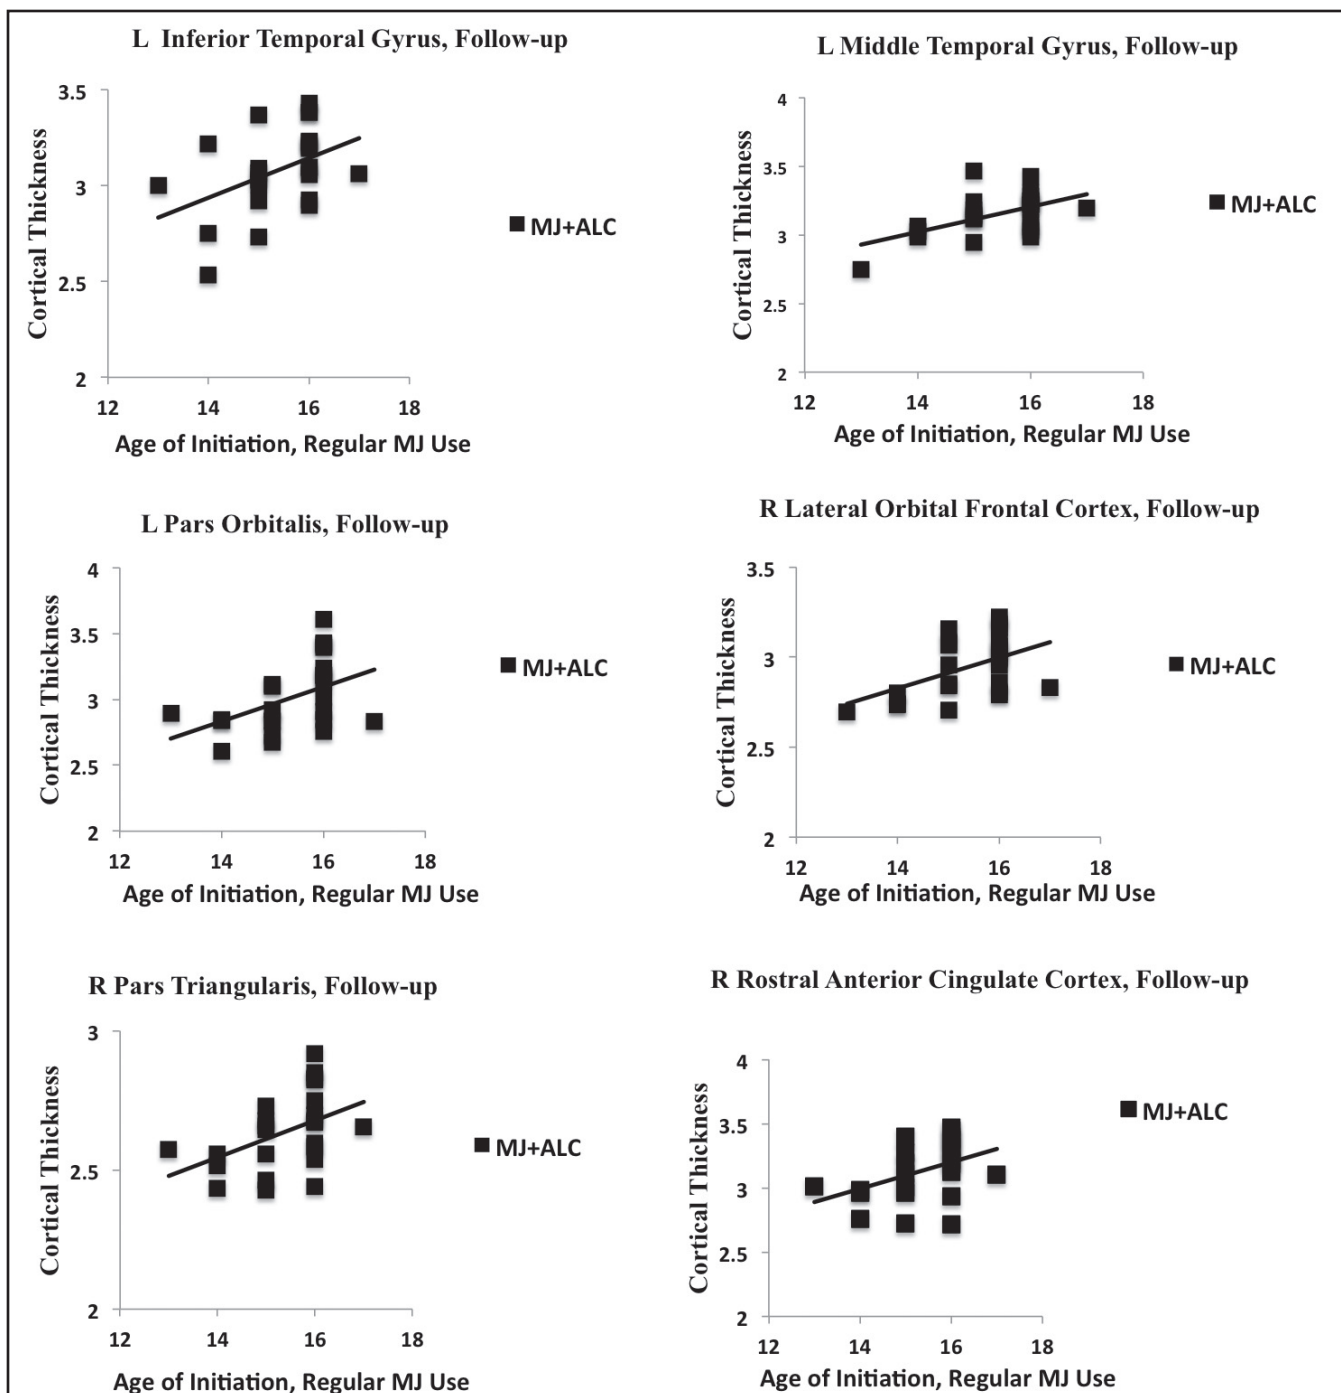 L Inferior Temporal Gyrus, Follow-up
3.5
3
2.5
2
12
14
16
18
Cortical Thickness
Age of Initiation, Regular MJ Use
MJ+ALC
L Middle Temporal Gyrus, Follow-up
4
3.5
3
2.5
2
12
14
16
18
Cortical Thickness
Age of Initiation, Regular MJ Use
MJ+ALC
L Pars Orbitalis, Follow-up
4
3.5
3
2.5
2
12
14
16
18
Cortical Thickness
Age of Initiation, Regular MJ Use
MJ+ALC
R Lateral Orbital Frontal Cortex, Follow-up
3.5
3
2.5
2
12
14
16
18
Cortical Thickness
Age of Initiation, Regular MJ Use
MJ+ALC
R Pars Triangularis, Follow-up
3
2.5
2
12
14
16
18
Cortical Thickness
Age of Initiation, Regular MJ Use
MJ+ALC
R Rostral Anterior Cingulate Cortex, Follow-up
4
3.5
3
2.5
2
12
14
16
18
Cortical Thickness
Age of Initiation, Regular MJ Use
MJ+ALC